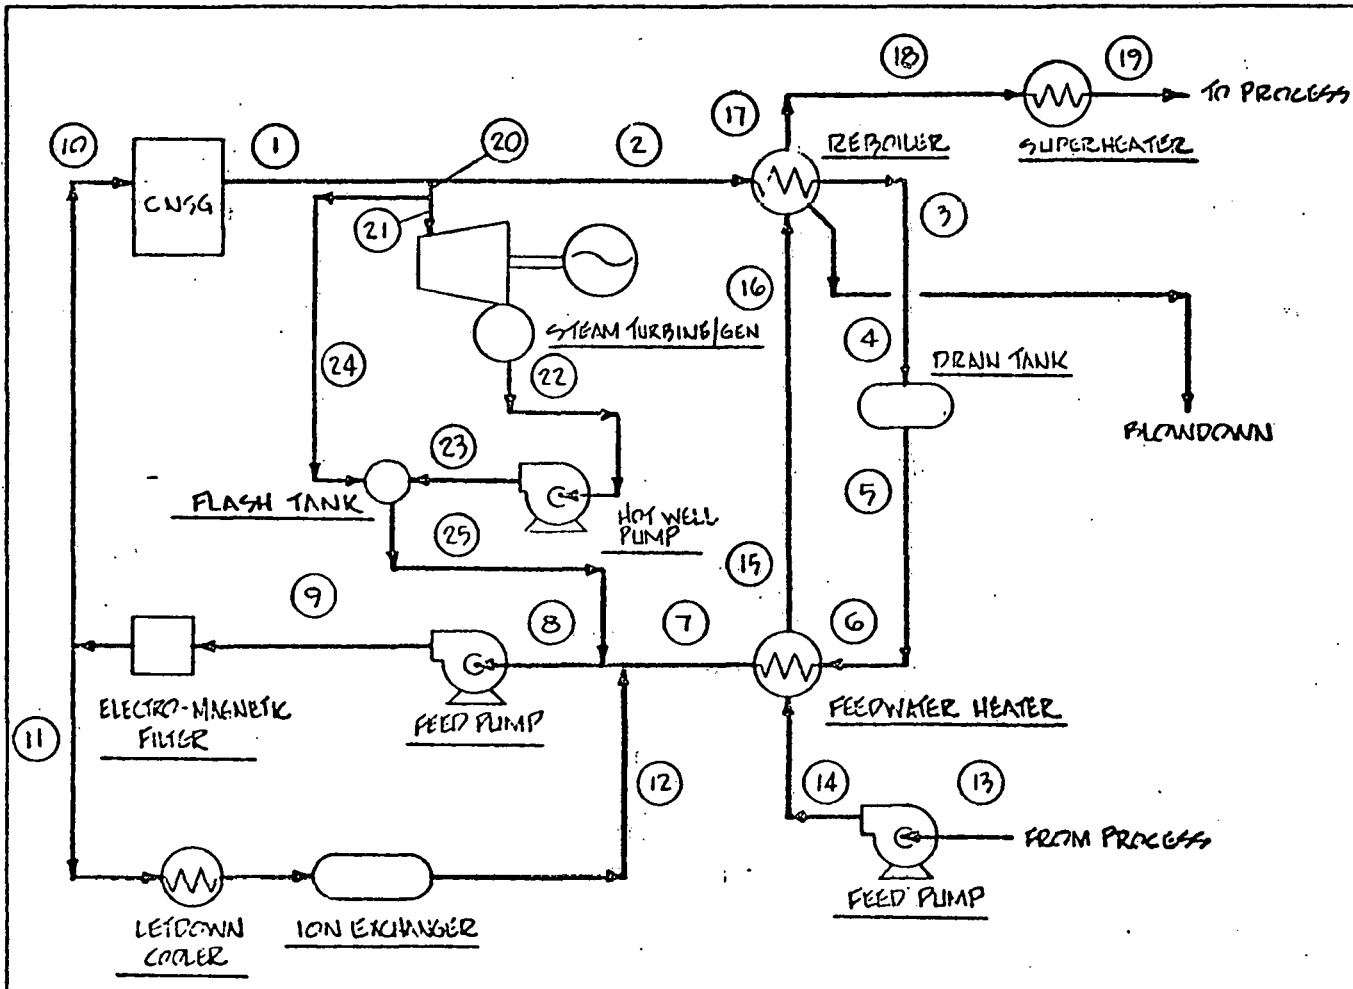 18
19
TO PROCESS
17
10
1
20
2
REBOILER
SUPERHEATER
CNSG
3
21
16
STEAM TURBINE/GEN
4
DRAIN TANK
24
22
BLOWDOWN
23
5
FLASH TANK
HOT WELL
PUMP
25
15
9
8
7
6
ELECTRO-MAGNETIC
FILTER
FEED PUMP
FEEDWATER HEATER
11
12
14
13
FROM PROCESS
FEED PUMP
LETDOWN
COOLER
ION EXCHANGER